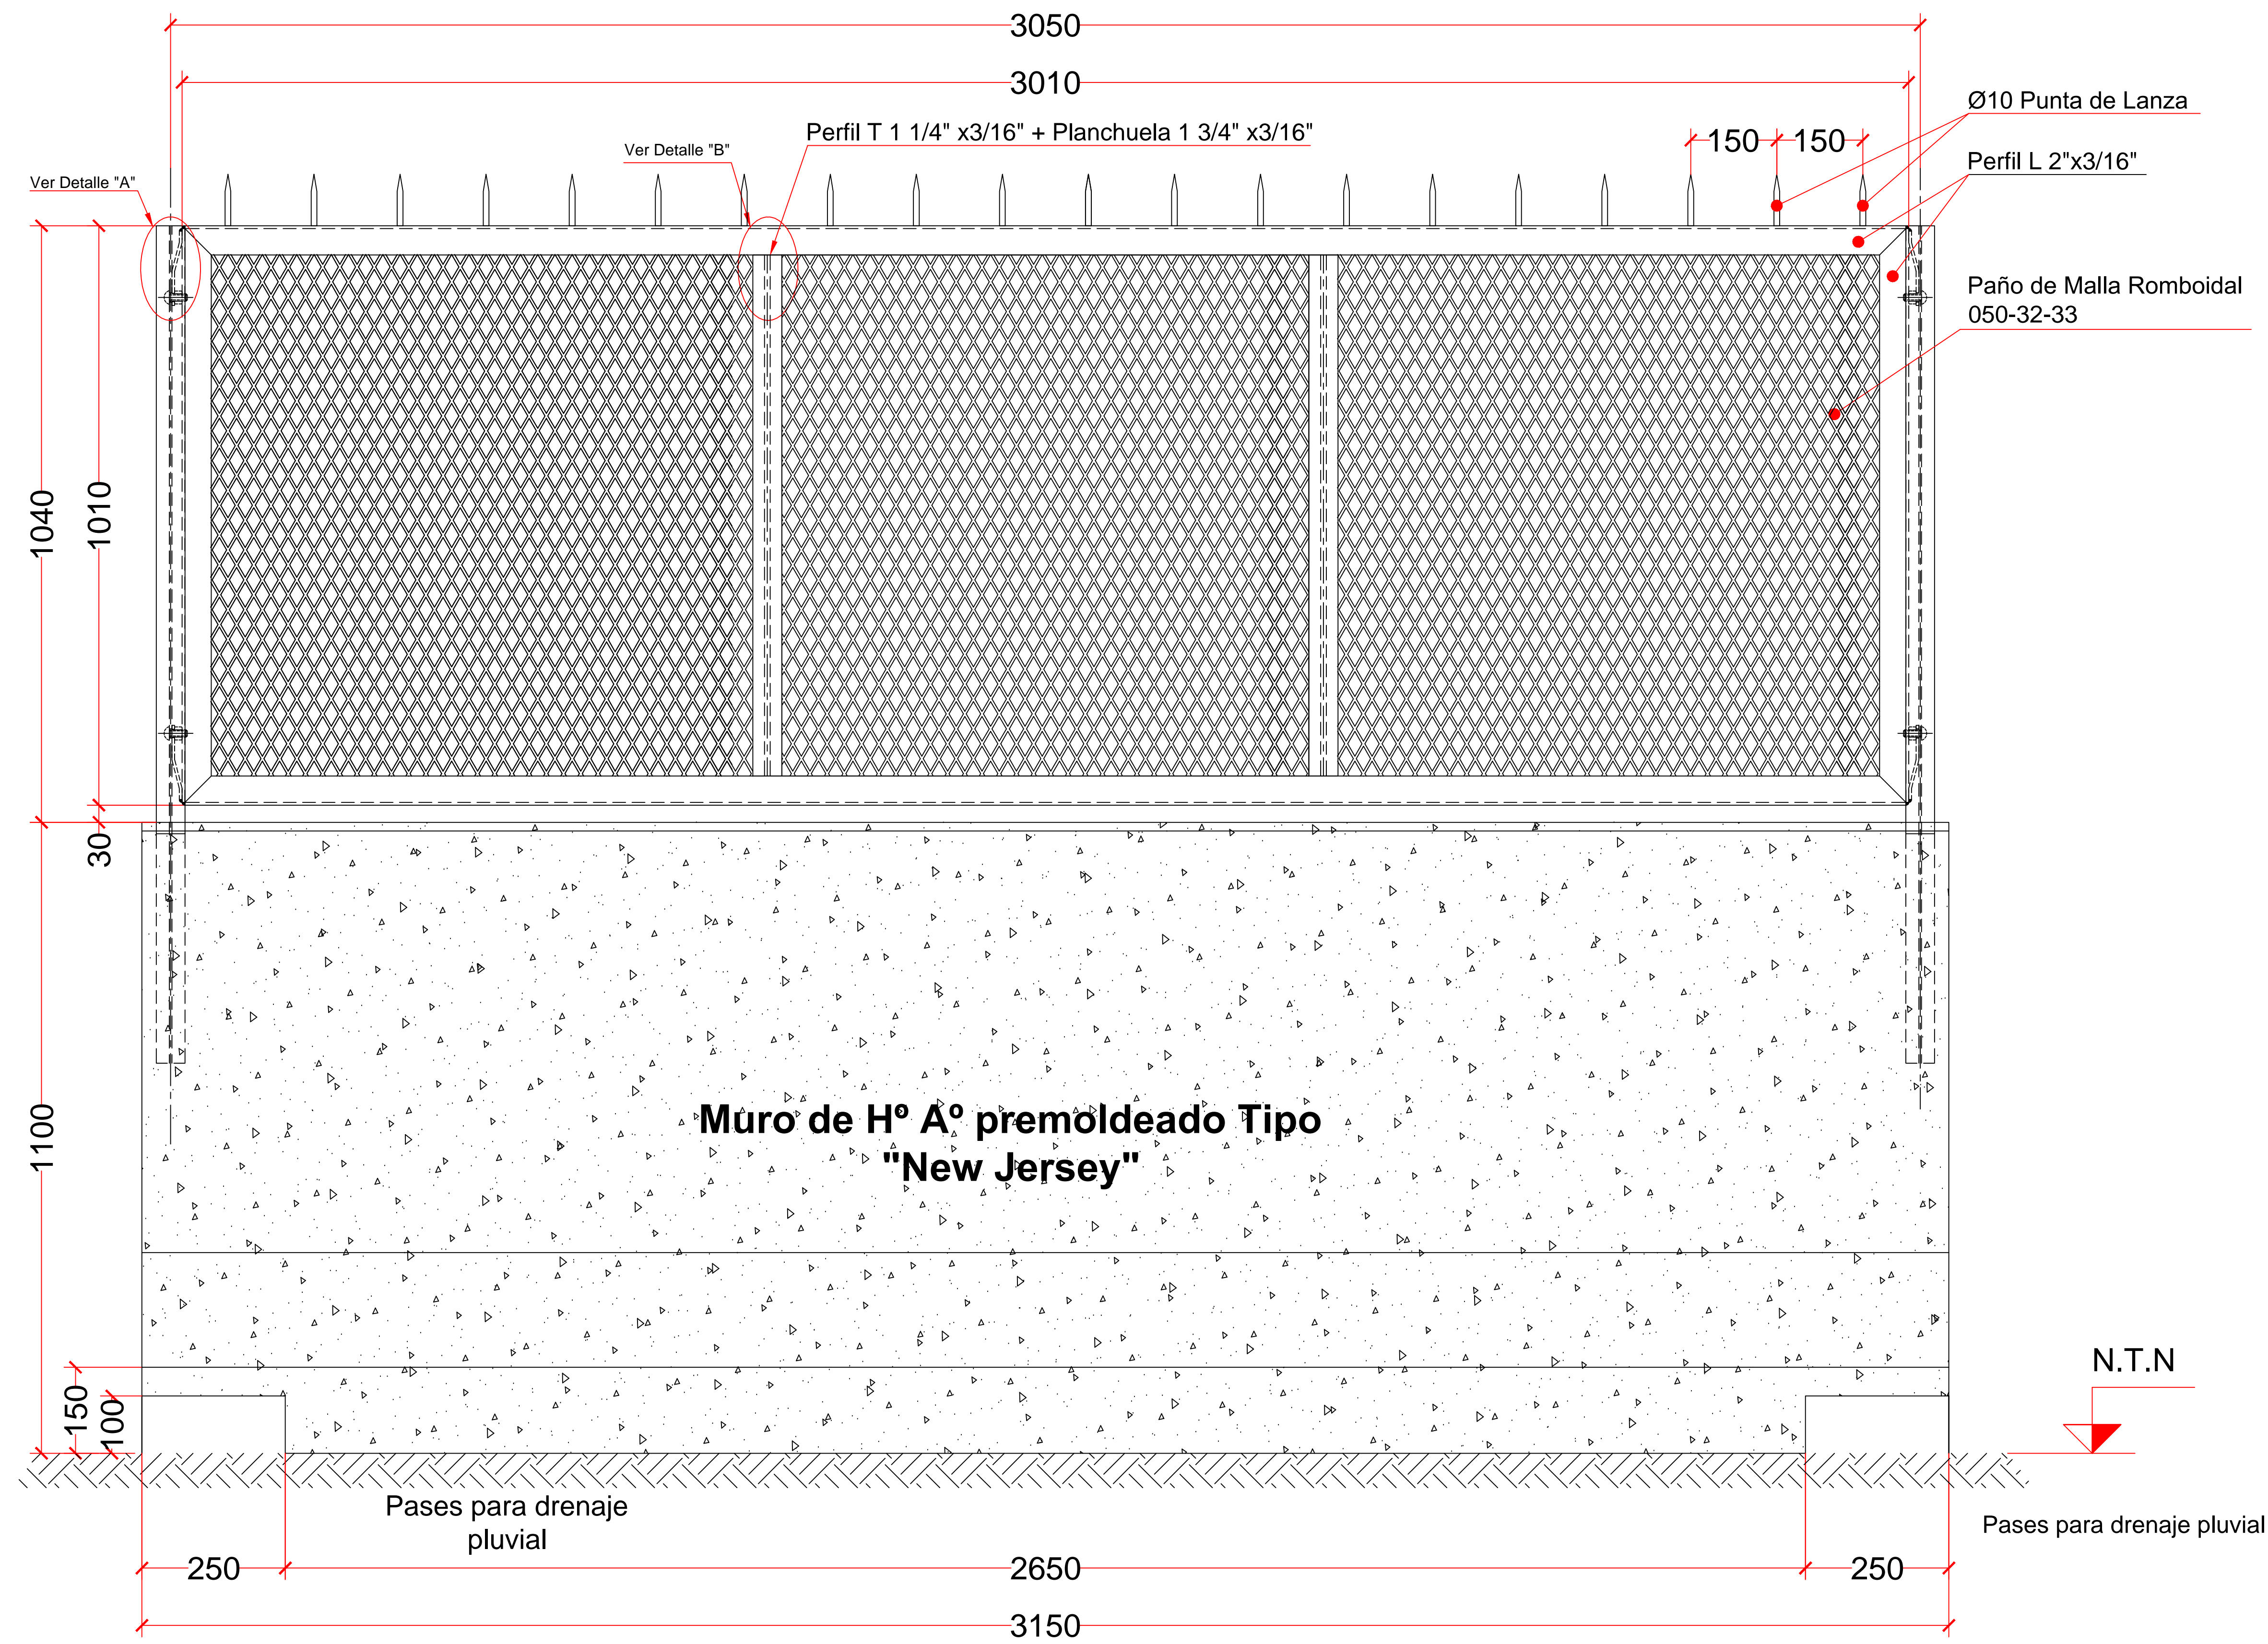 3050
3010
Ø10 Punta de Lanza
Perfil T 1 1/4" x3/16" + Planchuela 1 3/4" x3/16"
150
150
Ver Detalle "B"
Perfil L 2"x3/16"
Ver Detalle "A"
Paño de Malla Romboidal
050-32-33
1040
1010
30
Muro de Hº Aº premoldeado Tipo
"New Jersey"
1100
N.T.N
150
100
Pases para drenaje
pluvial
Pases para drenaje pluvial
250
2650
250
3150